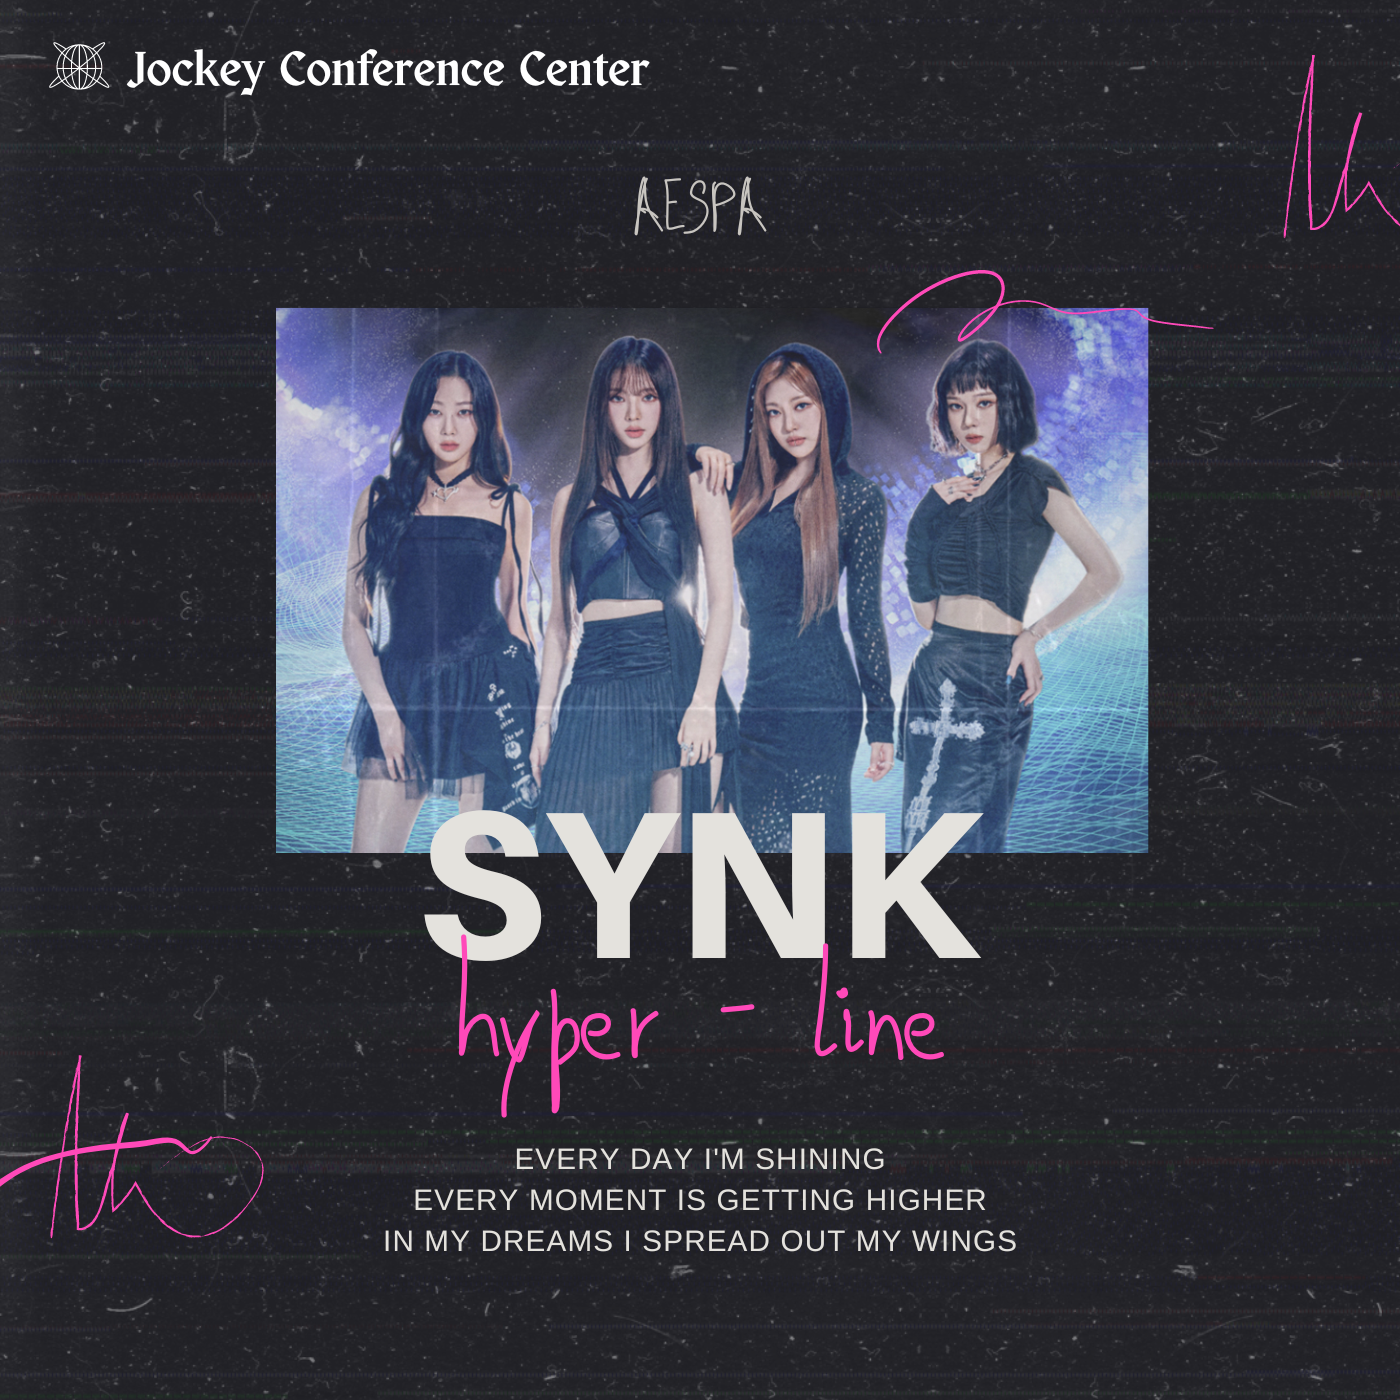 Jockey Conference Center
AESPA
SYNK
hyper - line
EVERY DAY I'M SHINING
EVERY MOMENT IS GETTING HIGHER
IN MY DREAMS I SPREAD OUT MY WINGS